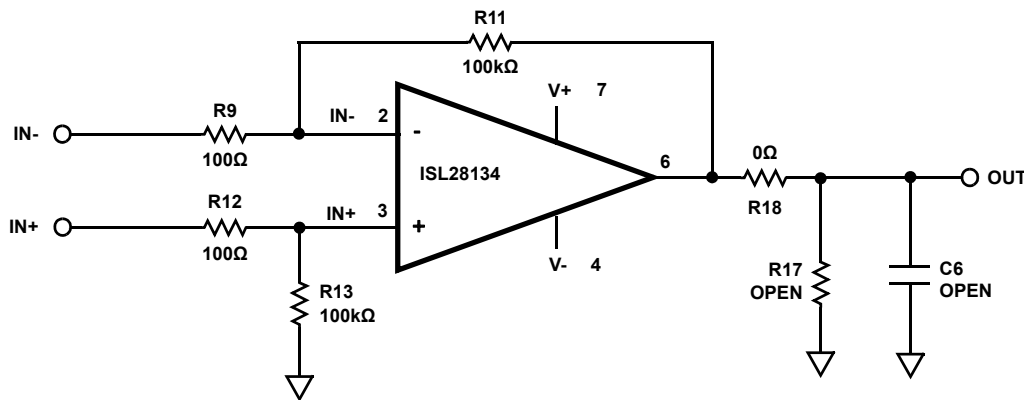 R11
100kΩ
V+ 7
R9
IN-
100Ω
IN- 2
-
ISL28134
6
0Ω
R18
OUT
R12
IN+
100Ω
IN+ 3
+
V- 4
R13
100kΩ
R17
OPEN
C6
OPEN